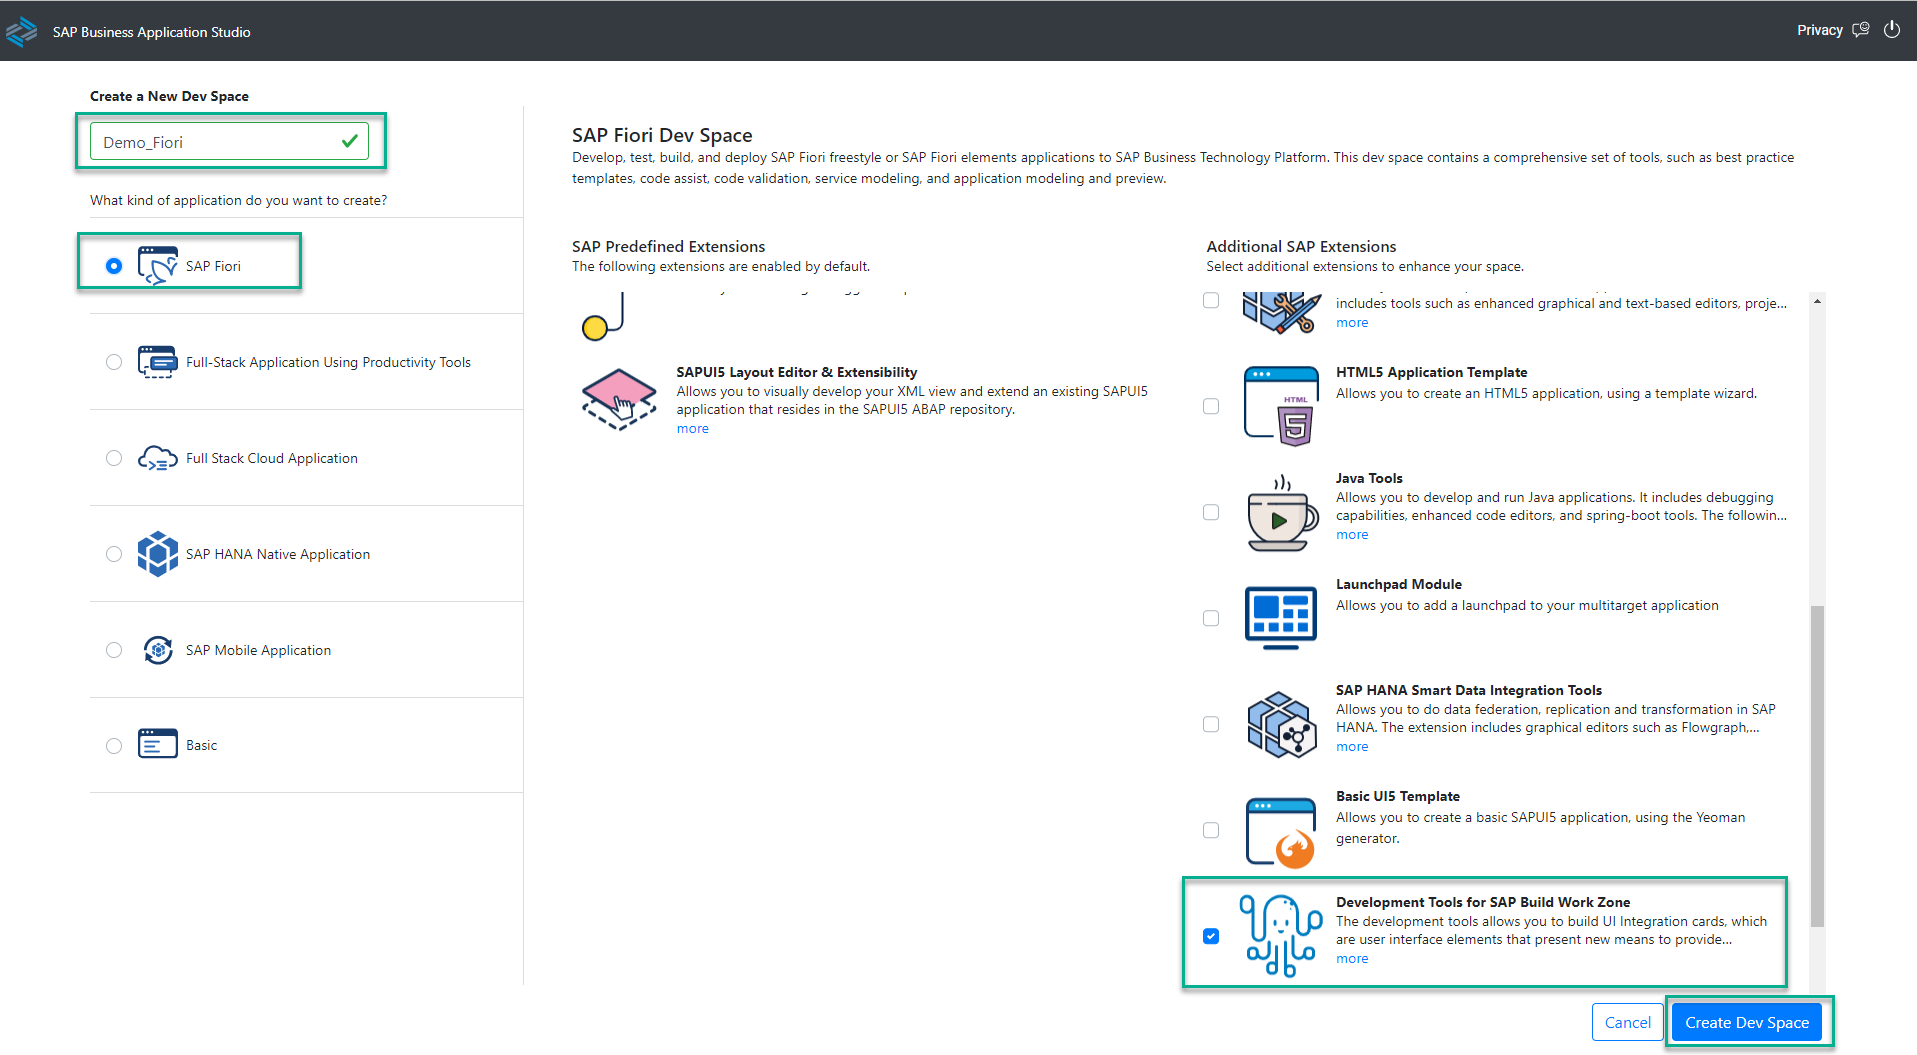 SAP Business Application Studio
Privacy
Create a New Dev Space
Demo_Fiori
What kind of application do you want to create?
SAP Fiori
Full-Stack Application Using Productivity Tools
Full Stack Cloud Application
SAP HANA Native Application
SAP Mobile Application
Basic
SAP Fiori Dev Space
Develop, test, build, and deploy SAP Fiori freestyle or SAP Fiori elements applications to SAP Business Technology Platform. This dev space contains a comprehensive set of tools, such as best practice
templates, code assist, code validation, service modeling, and application modeling and preview.
SAP Predefined Extensions
The following extensions are enabled by default.
SAPUI5 Layout Editor & Extensibility
Allows you to visually develop your XML view and extend an existing SAPUI5
application that resides in the SAPUI5 ABAP repository.
more
Additional SAP Extensions
Select additional extensions to enhance your space.
includes tools such as enhanced graphical and text-based editors, proje...
more
HTML5 Application Template
Allows you to create an HTML5 application, using a template wizard.
HTML
5
Java Tools
Allows you to develop and run Java applications. It includes debugging
capabilities, enhanced code editors, and spring-boot tools. The followin...
more
Launchpad Module
Allows you to add a launchpad to your multitarget application
SAP HANA Smart Data Integration Tools
Allows you to do data federation, replication and transformation in SAP
HANA. The extension includes graphical editors such as Flowgraph,...
more
Basic UI5 Template
Allows you to create a basic SAPUI5 application, using the Yeoman
generator.
Development Tools for SAP Build Work Zone
The development tools allows you to build UI Integration cards, which
are user interface elements that present new means to provide...
more
Cancel
Create Dev Space